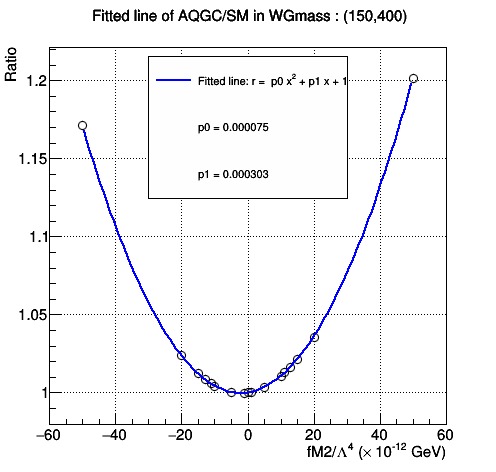 Fitted line of AQGC/SM in WGmass : (150,400)
Ratio
Fitted line: r = p0 x² + p1 x + 1
p0 = 0.000075
p1 = 0.000303
1.2
1.15
1.1
1.05
1
−60 −40 −20 0 20 40 60
fM2/Λ⁴ (× 10⁻¹² GeV)